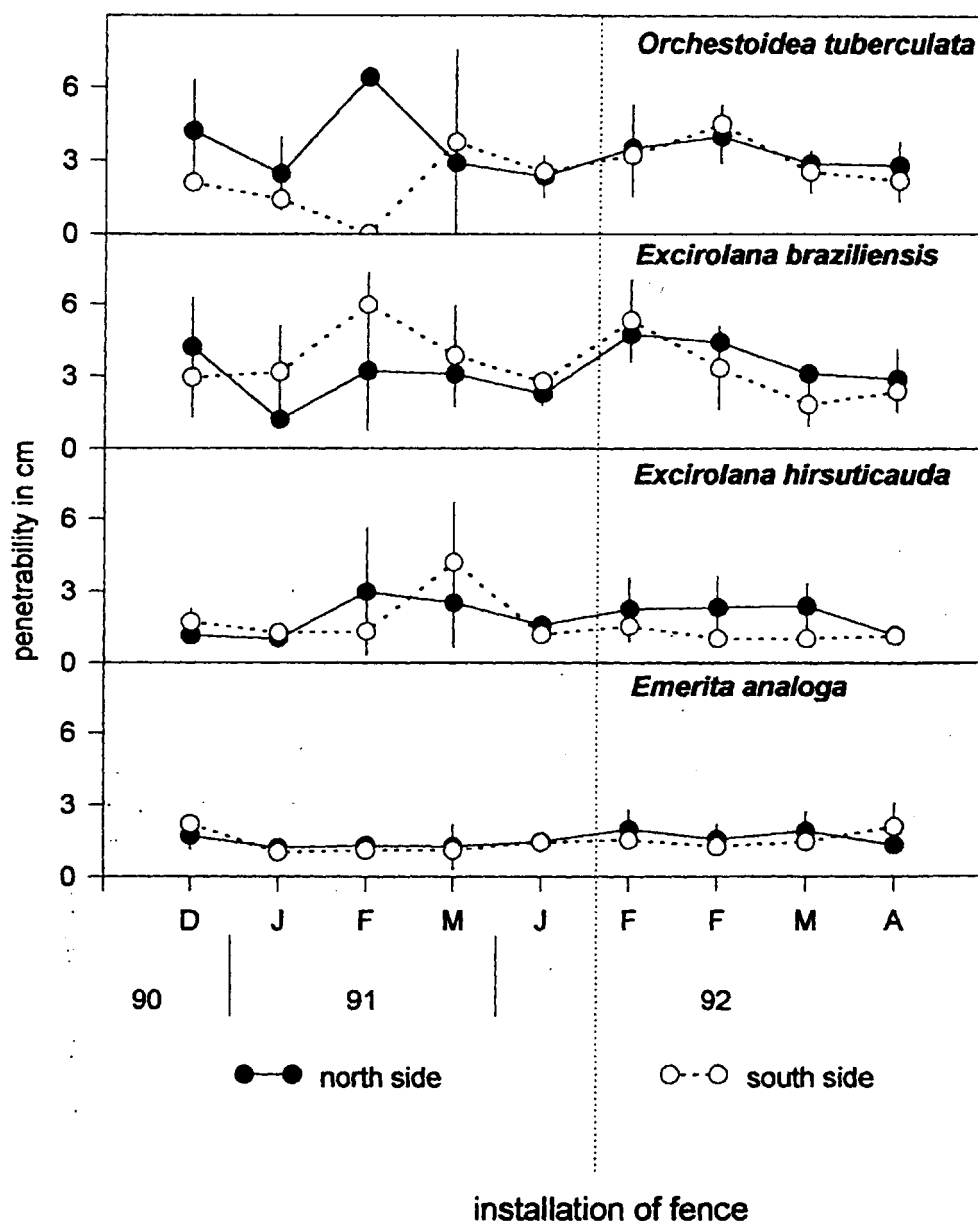 Orchestoidea tuberculata
6
3
0
Excirolana braziliensis
6
3
0
Excirolana hirsuticauda
6
3
0
Emerita analoga
6
3
0
penetrability in cm
D J F M J F F M A
90 91 92
north side south side
installation of fence